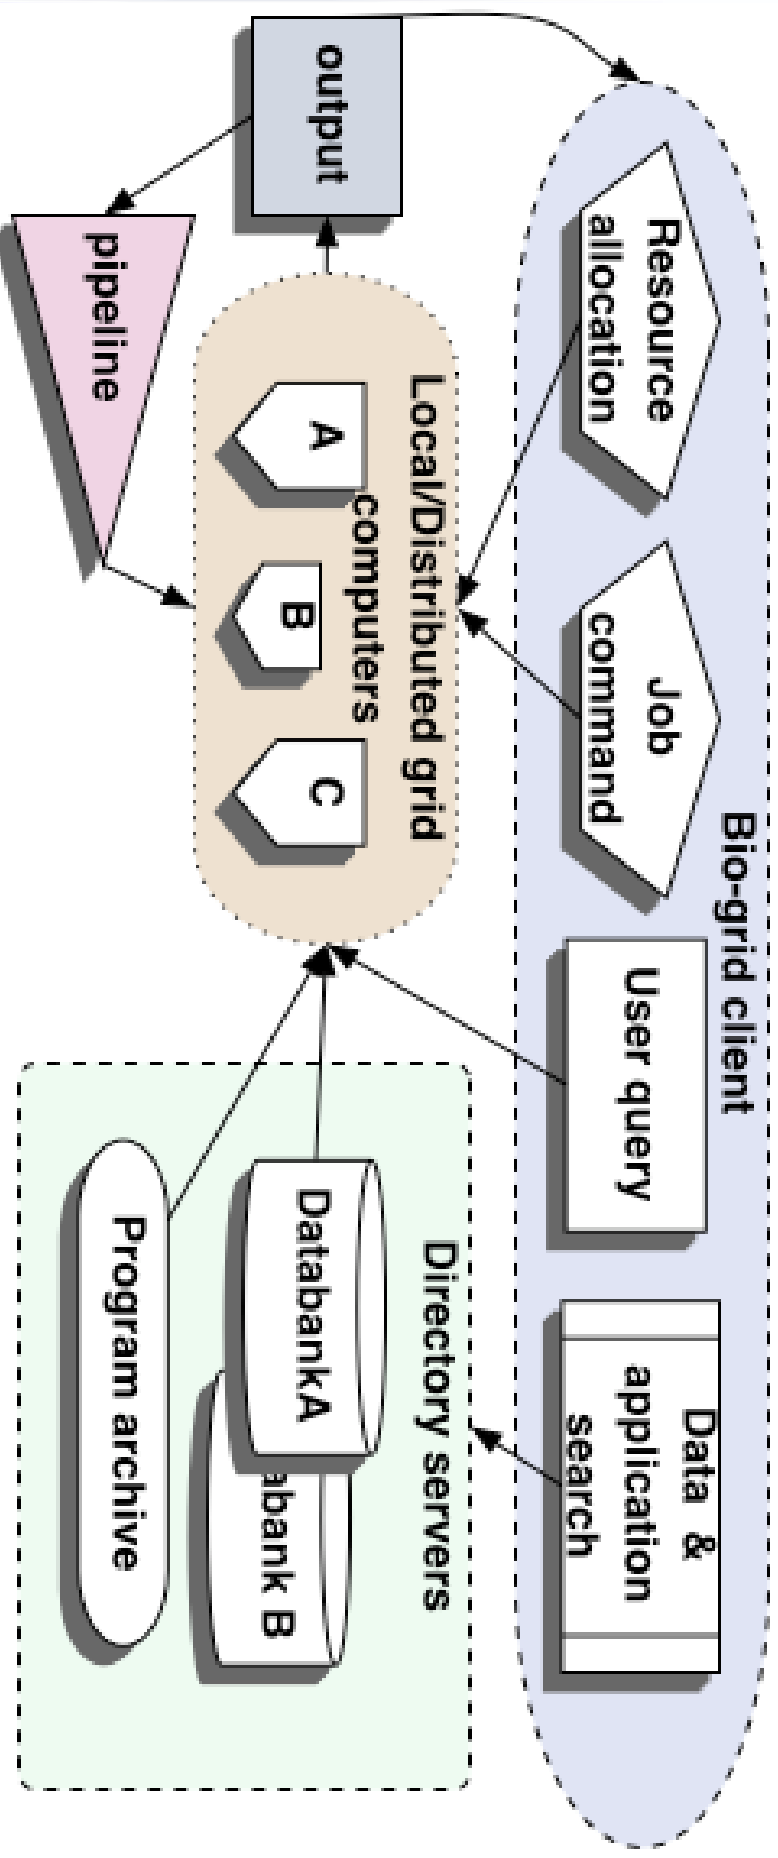 Bio-grid client
Resource
allocation
Job
command
User query
Data &
application
search
output
Local/Distributed grid
computers
A
B
C
pipeline
Directory servers
DatabankA
abank B
Program archive